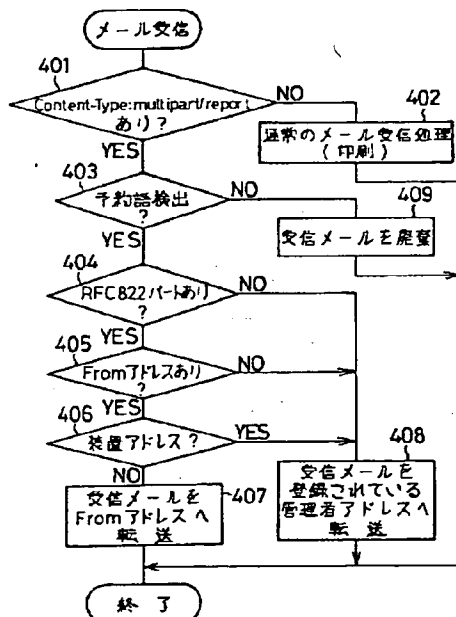 メール受信
401
Content-Type:multipart/report
あり?
NO
402
通常のメール受信処理
(印刷)
YES
403
予約語検出
?
NO
409
受信メールを廃棄
YES
404
RFC822パートあり
?
NO
YES
405
Fromアドレスあり
?
NO
YES
406
装置アドレス?
YES
NO
407
受信メールを
Fromアドレスへ
転送
408
受信メールを
登録されている
管理者アドレスへ
転送
終了